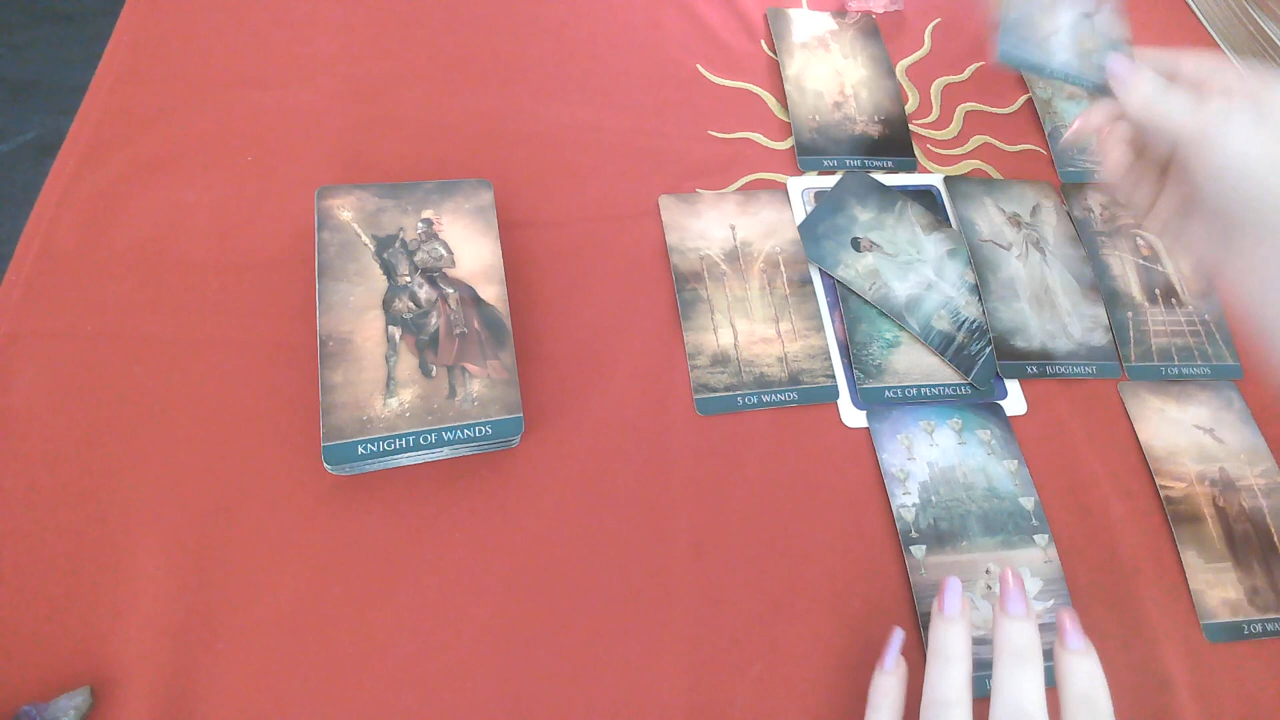 XVI THE TOWER
KNIGHT OF WANDS
5 OF WANDS
ACE OF PENTACLES
XX - JUDGEMENT
7 OF WANDS
2 OF WA